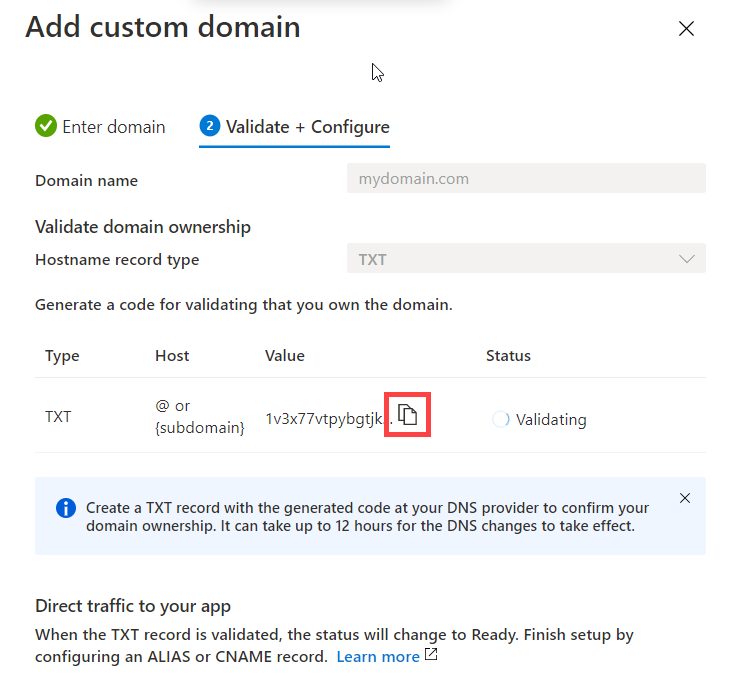 Add custom domain
Enter domain
2 Validate + Configure
Domain name mydomain.com
Validate domain ownership
Hostname record type TXT
Generate a code for validating that you own the domain.
Type Host Value Status
TXT @ or {subdomain} 1v3x77vtpybgtjk... Validating
Create a TXT record with the generated code at your DNS provider to confirm your
domain ownership. It can take up to 12 hours for the DNS changes to take effect.
Direct traffic to your app
When the TXT record is validated, the status will change to Ready. Finish setup by
configuring an ALIAS or CNAME record. Learn more